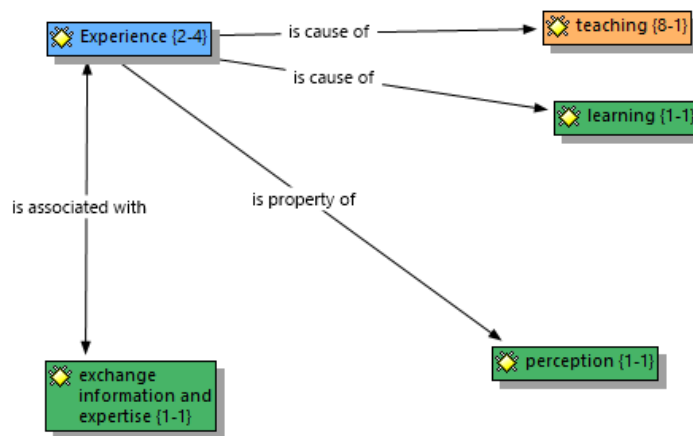 Experience {2-4}
is cause of
teaching {8-1}
is cause of
learning {1-1}
is associated with
is property of
exchange
information and
expertise {1-1}
perception {1-1}